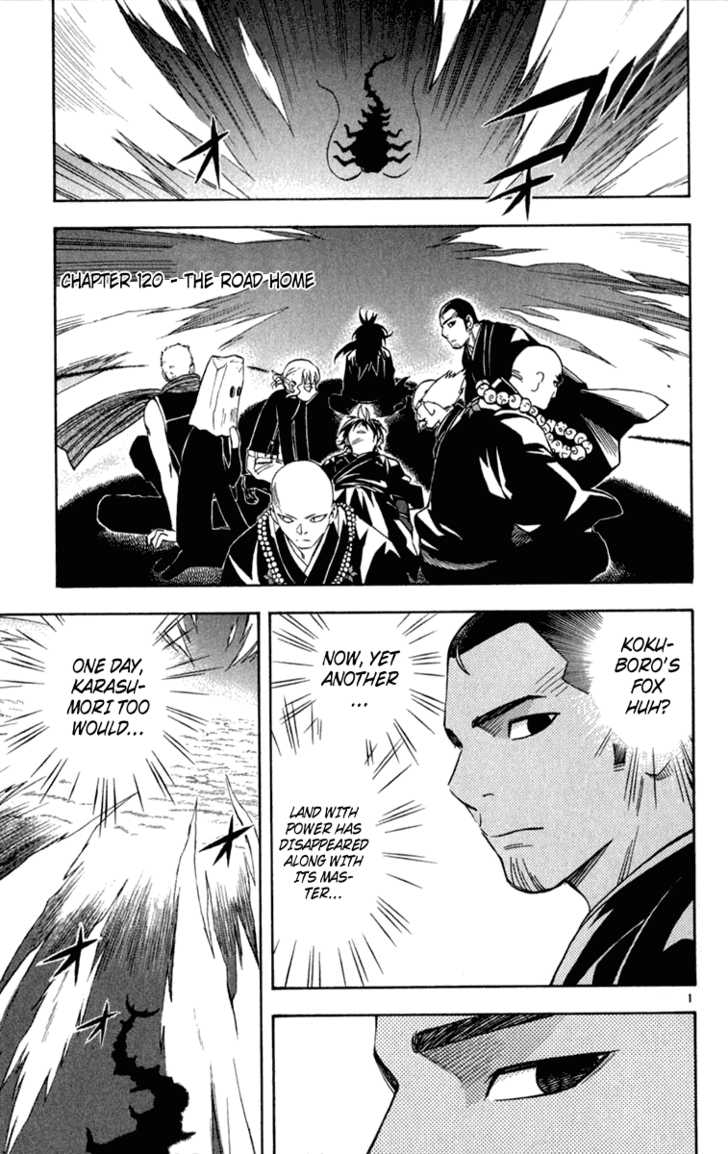 CHAPTER 120 - THE ROAD HOME
KOKU-
BORO'S
FOX
HUH?
NOW, YET
ANOTHER
...
LAND WITH
POWER HAS
DISAPPEARED
ALONG WITH
ITS MAS-
TER...
1
ONE DAY,
KARASU-
MORI TOO
WOULD...